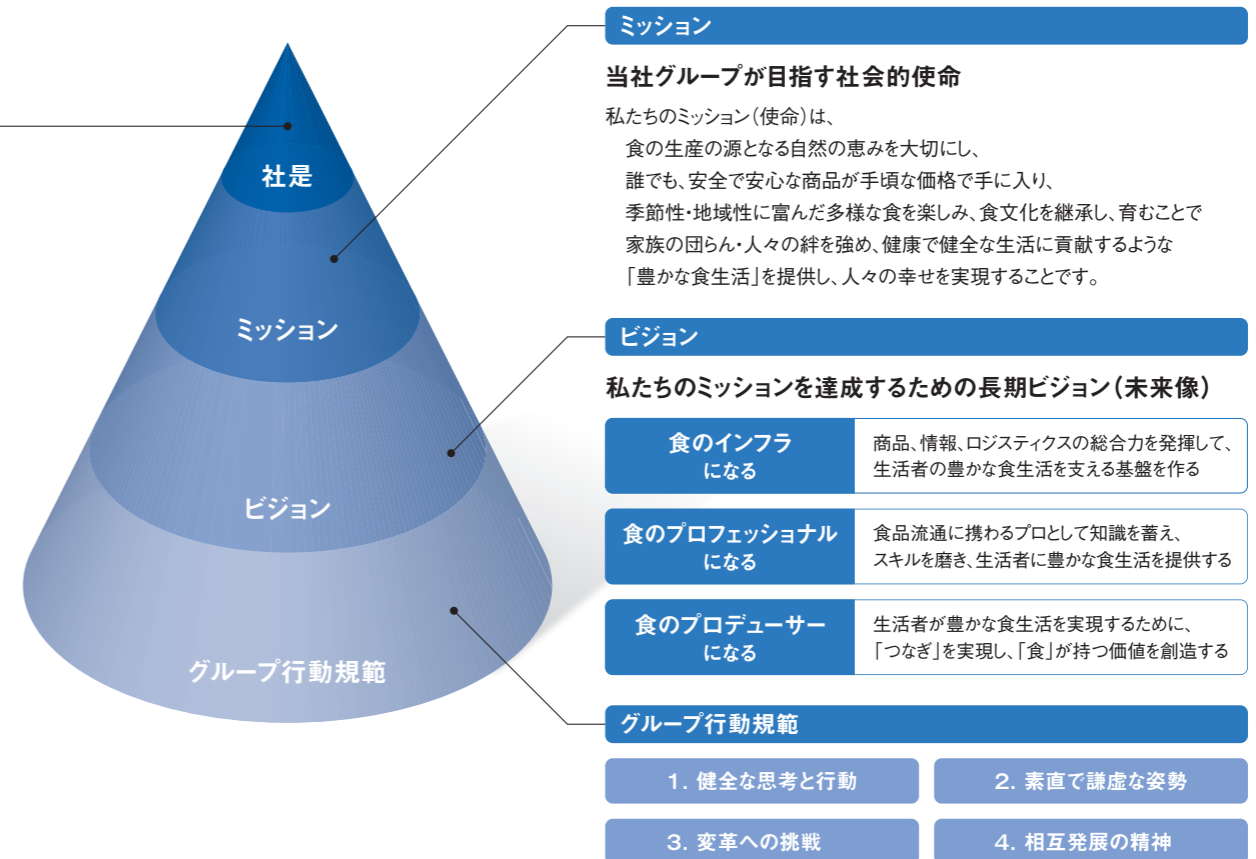 社是
ミッション
ビジョン
グループ行動規範
ミッション
当社グループが目指す社会的使命
私たちのミッション（使命）は、
食の生産の源となる自然の恵みを大切にし、
誰でも、安全で安心な商品が手頃な価格で手に入り、
季節性・地域性に富んだ多様な食を楽しみ、食文化を継承し、育むことで
家族の団らん・人々の絆を強め、健康で健全な生活に貢献するような
「豊かな食生活」を提供し、人々の幸せを実現することです。
ビジョン
私たちのミッションを達成するための長期ビジョン（未来像）
食のインフラ
になる
商品、情報、ロジスティクスの総合力を発揮して、
生活者の豊かな食生活を支える基盤を作る
食のプロフェッショナル
になる
食品流通に携わるプロとして知識を蓄え、
スキルを磨き、生活者に豊かな食生活を提供する
食のプロデューサー
になる
生活者が豊かな食生活を実現するために、
「つなぎ」を実現し、「食」が持つ価値を創造する
グループ行動規範
1. 健全な思考と行動
2. 素直で謙虚な姿勢
3. 変革への挑戦
4. 相互発展の精神